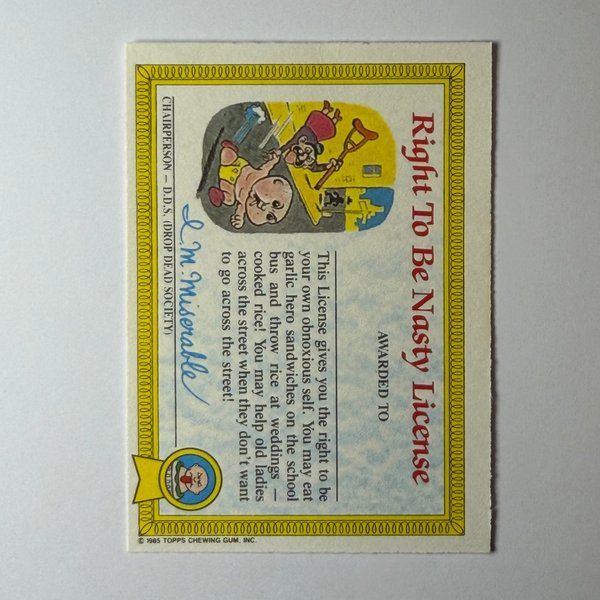 Right To Be Nasty License
AWARDED TO
This License gives you the right to be
your own obnoxious self. You may eat
garlic hero sandwiches on the school
bus and throw rice at weddings —
cooked rice! You may help old ladies
across the street when they don't want
to go across the street!
I. M. Miserable
CHAIRPERSON — D.D.S. (DROP DEAD SOCIETY)
© 1985 TOPPS CHEWING GUM, INC.